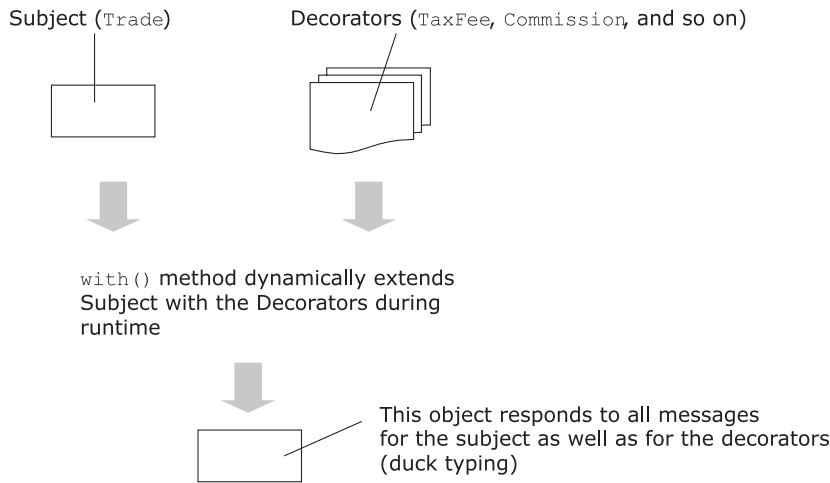 Subject (Trade)
Decorators (TaxFee, Commission, and so on)
with() method dynamically extends
Subject with the Decorators during
runtime
This object responds to all messages
for the subject as well as for the decorators
(duck typing)